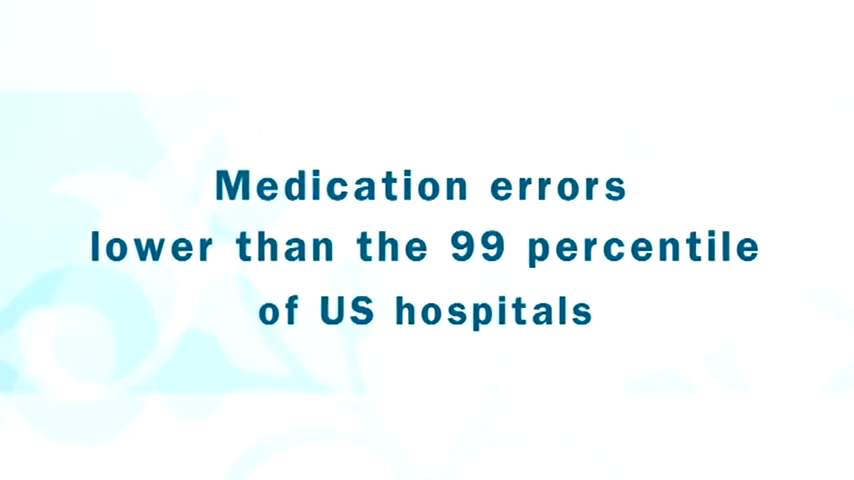 Medication errors
lower than the 99 percentile
of US hospitals